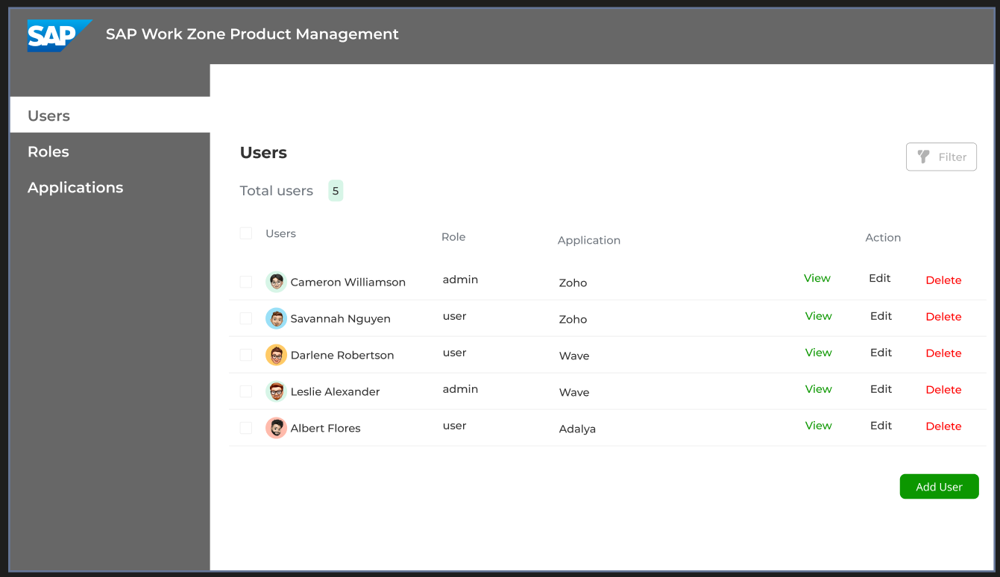 SAP SAP Work Zone Product Management
Users
Roles
Applications
Users
Filter
Total users 5
Users Role Application Action
Cameron Williamson admin Zoho View Edit Delete
Savannah Nguyen user Zoho View Edit Delete
Darlene Robertson user Wave View Edit Delete
Leslie Alexander admin Wave View Edit Delete
Albert Flores user Adalya View Edit Delete
Add User